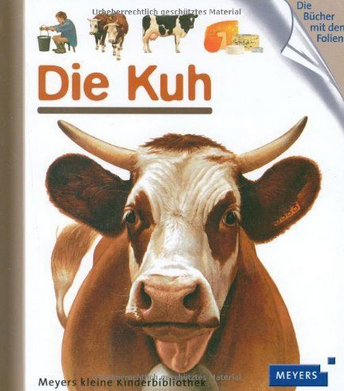 Urheberrechtlich geschütztes Material
Die
Bücher
mit den
Folien
Die Kuh
Meyers kleine Kinderbibliothek
Urheberrechtlich geschütztes Material
MEYERS